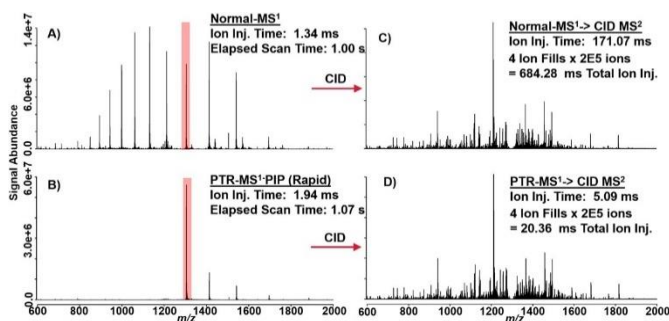 A)
Normal-MS¹
Ion Inj. Time: 1.34 ms
Elapsed Scan Time: 1.00 s
CID
C)
Normal-MS¹-> CID MS²
Ion Inj. Time: 171.07 ms
4 Ion Fills x 2E5 ions
= 684.28 ms Total Ion Inj.
1.4e+7
6.0e+6
0.0
Signal Abundance
B)
PTR-MS¹-PIP (Rapid)
Ion Inj. Time: 1.94 ms
Elapsed Scan Time: 1.07 s
CID
D)
PTR-MS¹-> CID MS²
Ion Inj. Time: 5.09 ms
4 Ion Fills x 2E5 ions
= 20.36 ms Total Ion Inj.
6.0e+7
3.0e+6
0.0
600 800 1000 1200 1400 1600 1800 2000
m/z
600 800 1000 1200 1400 1600 1800 2000
m/z